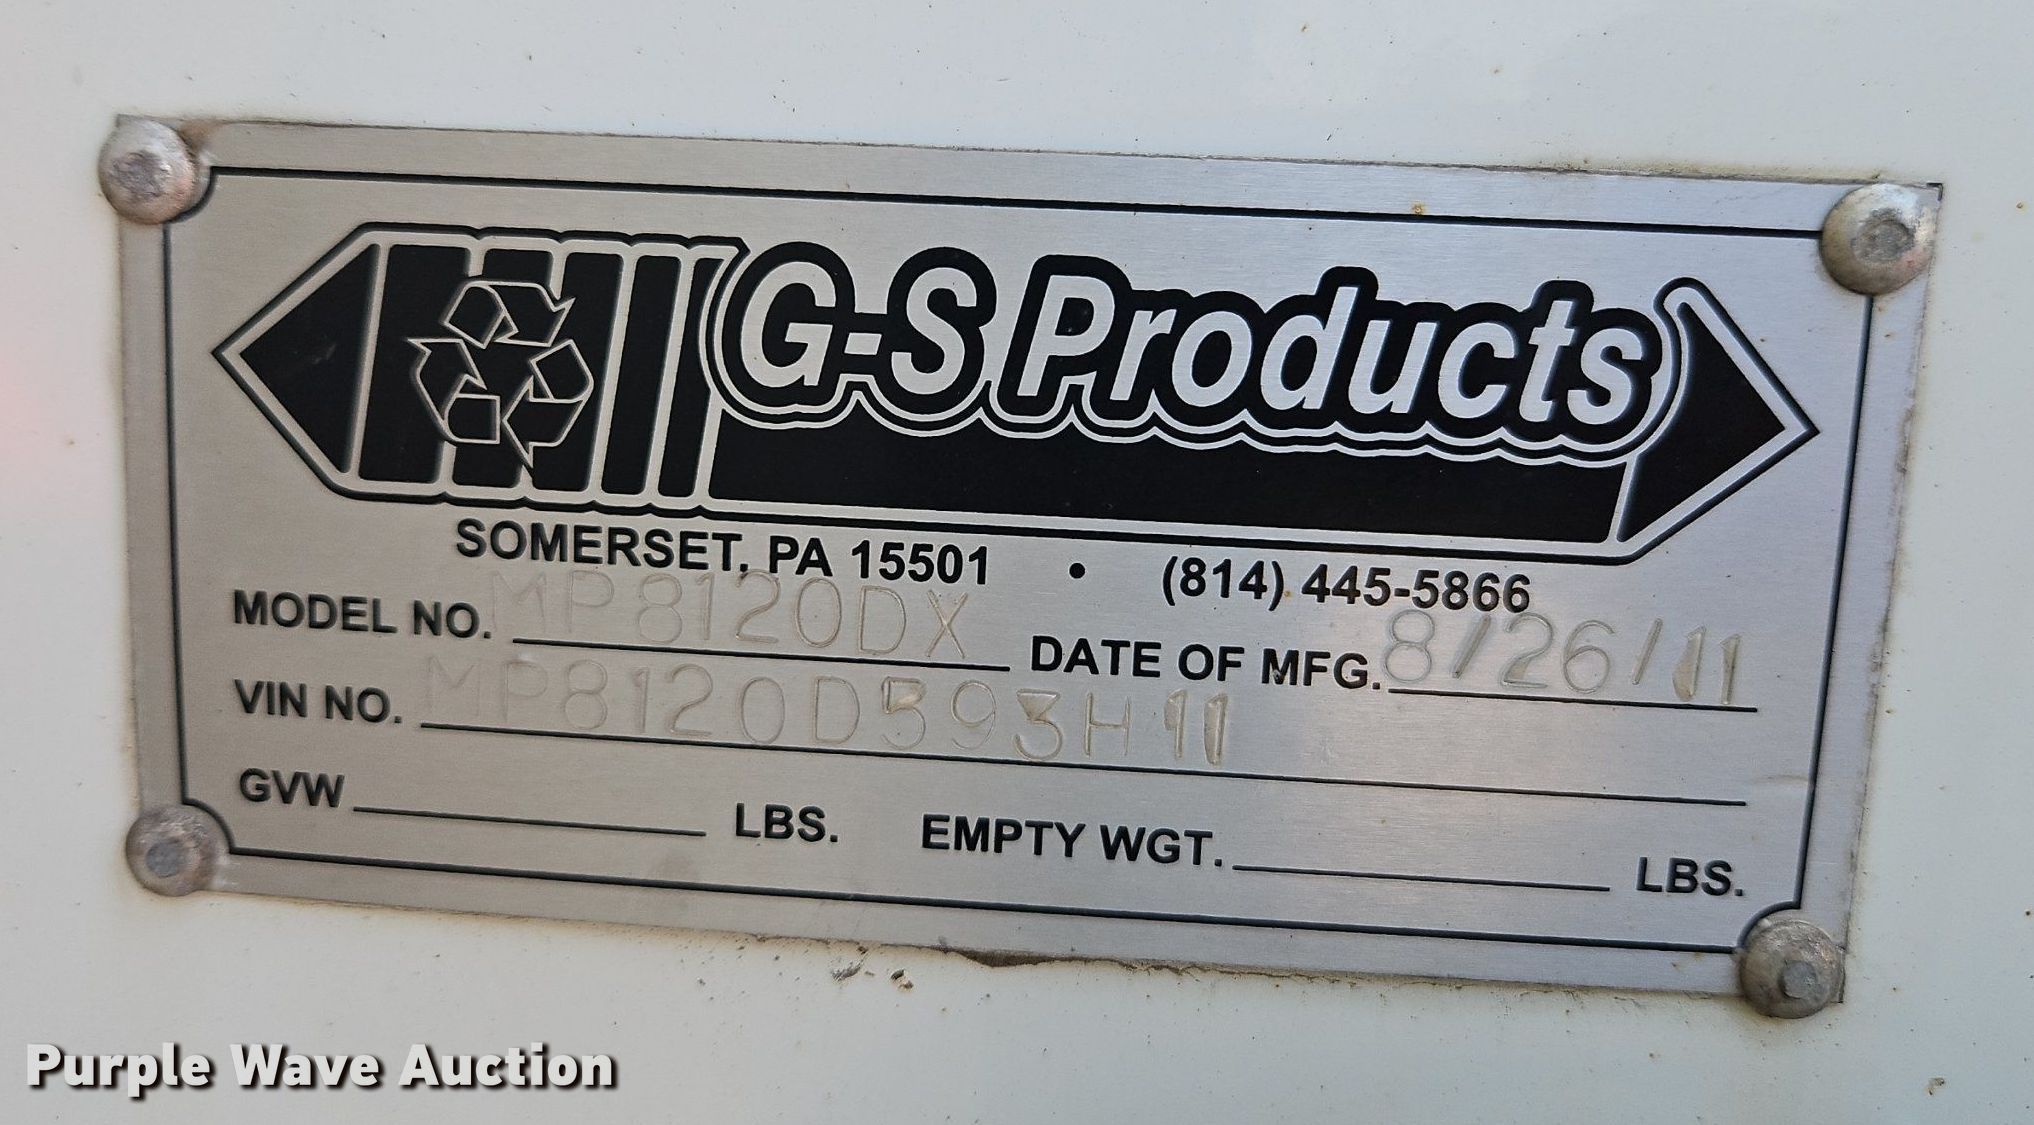 G-S Products
SOMERSET, PA 15501 • (814) 445-5866
MODEL NO. MP8120DX DATE OF MFG. 8/26/11
VIN NO. MP8120D593H11
GVW LBS. EMPTY WGT. LBS.
Purple Wave Auction